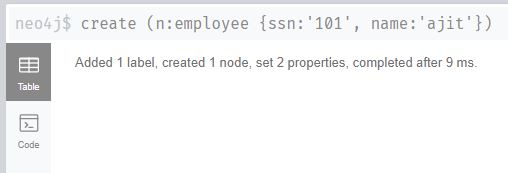 neo4j$ create (n:employee {ssn:'101', name:'ajit'})
Added 1 label, created 1 node, set 2 properties, completed after 9 ms.
Table
Code